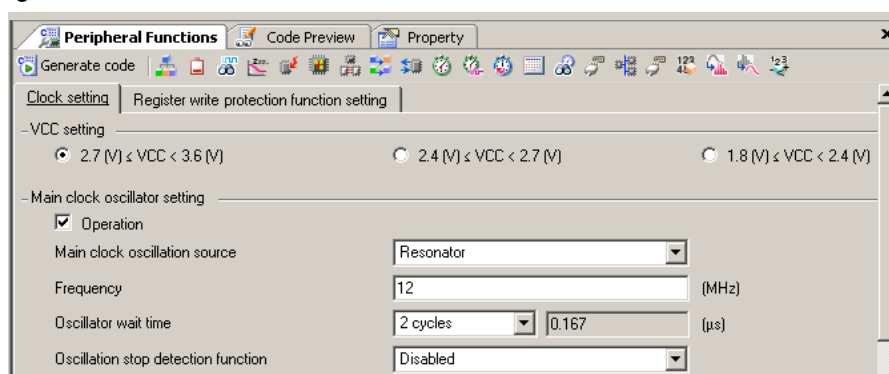 Peripheral Functions Code Preview Property
Generate code
Clock setting Register write protection function setting
VCC setting
2.7 (V) ≤ VCC < 3.6 (V) 2.4 (V) ≤ VCC < 2.7 (V) 1.8 (V) ≤ VCC < 2.4 (V)
Main clock oscillator setting
Operation
Main clock oscillation source Resonator
Frequency 12 (MHz)
Oscillator wait time 2 cycles 0.167 (µs)
Oscillation stop detection function Disabled